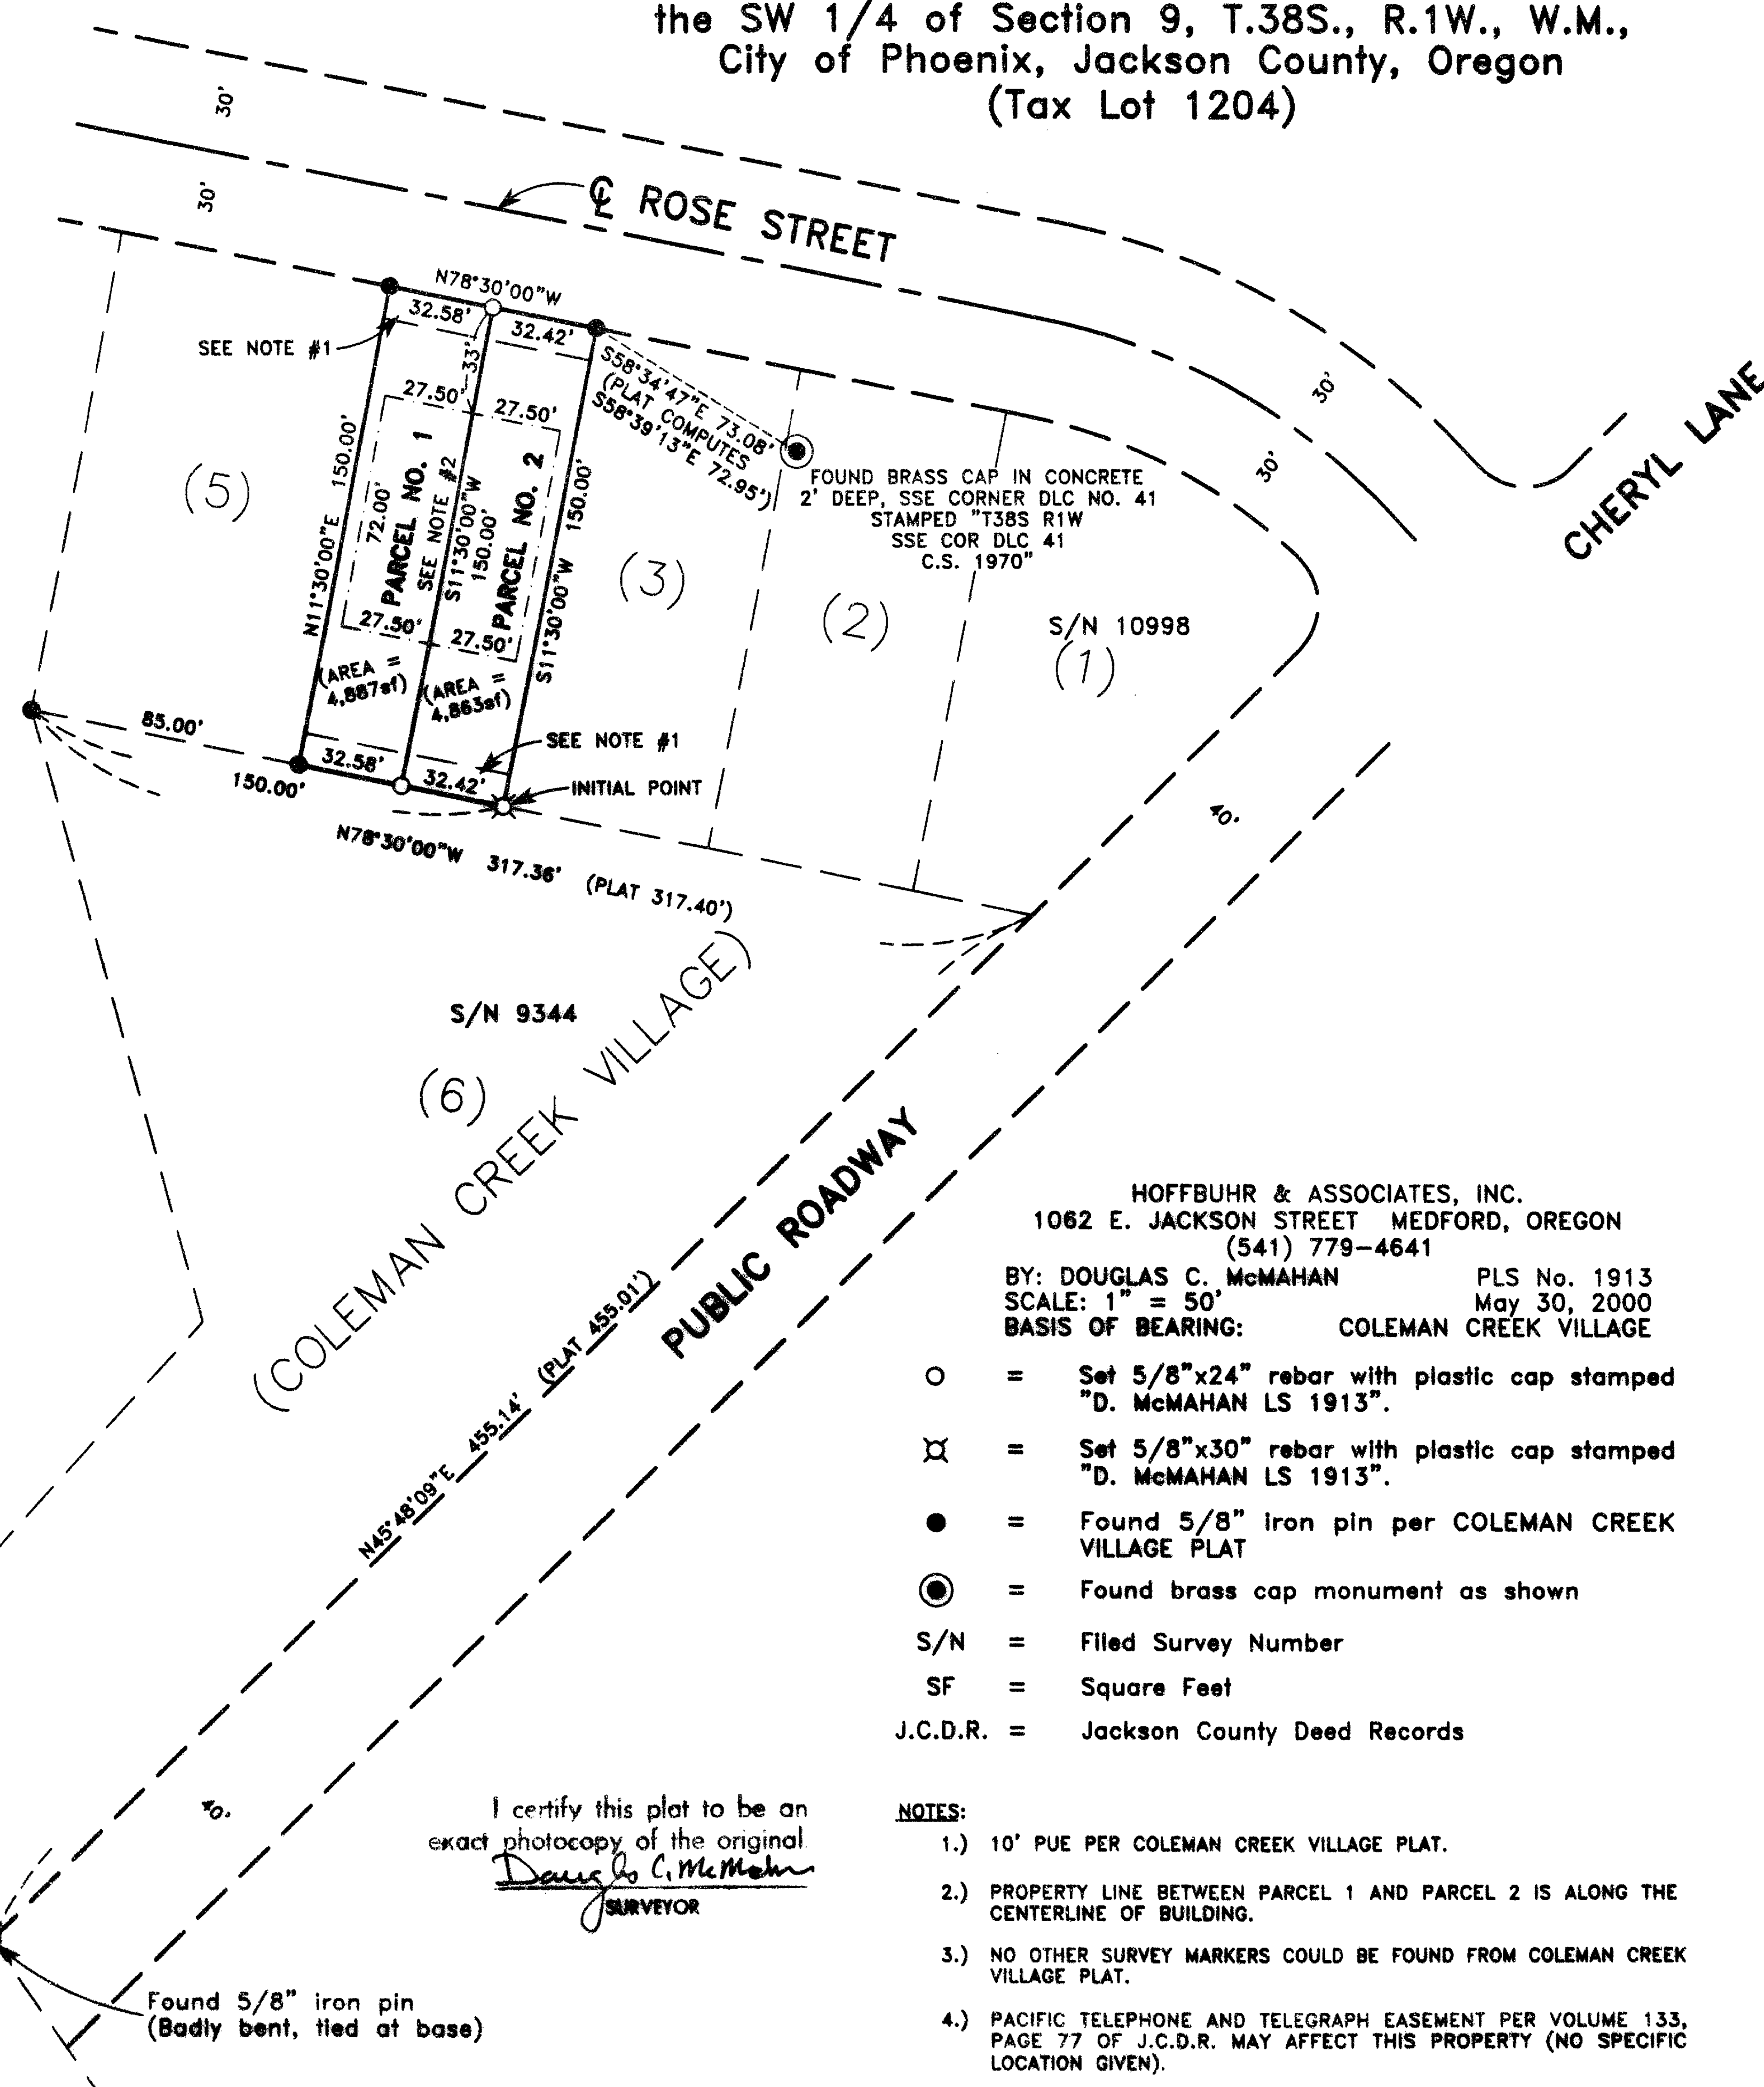 the SW 1/4 of Section 9, T.38S., R.1W., W.M.,
City of Phoenix, Jackson County, Oregon
(Tax Lot 1204)
30'
30'
℄ ROSE STREET
N78°30'00"W
32.58'
32.42'
SEE NOTE #1
33'
S58°34'47"E 73.08'
(PLAT COMPUTES
S58°39'13"E 72.95')
30'
30'
CHERYL LANE
27.50'
27.50'
FOUND BRASS CAP IN CONCRETE
2' DEEP, SSE CORNER DLC NO. 41
STAMPED "T38S R1W
SSE COR DLC 41
C.S. 1970"
(5)
N11°30'00"E 150.00'
72.00'
PARCEL NO. 1
SEE NOTE #2
S11°30'00"W
150.00'
PARCEL NO. 2
S11°30'00"W 150.00'
(3)
(2)
S/N 10998
(1)
27.50'
27.50'
(AREA =
4,887sf)
(AREA =
4,863sf)
85.00'
SEE NOTE #1
32.58'
32.42'
150.00'
INITIAL POINT
40'
N78°30'00"W 317.36' (PLAT 317.40')
S/N 9344
(6)
(COLEMAN CREEK VILLAGE)
PUBLIC ROADWAY
N45°48'09"E 455.14' (PLAT 455.01')
HOFFBUHR & ASSOCIATES, INC.
1062 E. JACKSON STREET MEDFORD, OREGON
(541) 779-4641
BY: DOUGLAS C. McMAHAN PLS No. 1913
SCALE: 1" = 50' May 30, 2000
BASIS OF BEARING: COLEMAN CREEK VILLAGE
= Set 5/8"x24" rebar with plastic cap stamped
"D. McMAHAN LS 1913".
= Set 5/8"x30" rebar with plastic cap stamped
"D. McMAHAN LS 1913".
= Found 5/8" iron pin per COLEMAN CREEK
VILLAGE PLAT
= Found brass cap monument as shown
S/N = Filed Survey Number
SF = Square Feet
J.C.D.R. = Jackson County Deed Records
40'
I certify this plat to be an
exact photocopy of the original
Douglas C. McMahan
SURVEYOR
Found 5/8" iron pin
(Badly bent, tied at base)
NOTES:
1.) 10' PUE PER COLEMAN CREEK VILLAGE PLAT.
2.) PROPERTY LINE BETWEEN PARCEL 1 AND PARCEL 2 IS ALONG THE
CENTERLINE OF BUILDING.
3.) NO OTHER SURVEY MARKERS COULD BE FOUND FROM COLEMAN CREEK
VILLAGE PLAT.
4.) PACIFIC TELEPHONE AND TELEGRAPH EASEMENT PER VOLUME 133,
PAGE 77 OF J.C.D.R. MAY AFFECT THIS PROPERTY (NO SPECIFIC
LOCATION GIVEN).